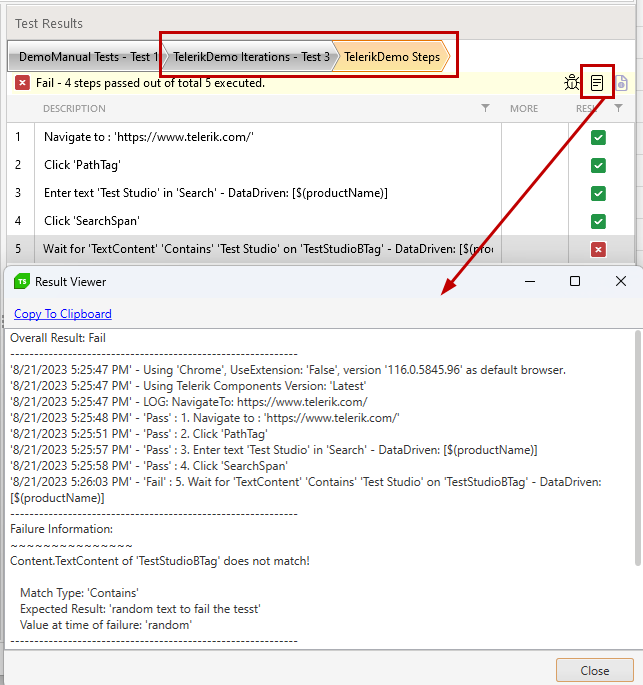 Test Results
DemoManual Tests - Test 1 TelerikDemo Iterations - Test 3 TelerikDemo Steps
Fail - 4 steps passed out of total 5 executed.
DESCRIPTION MORE RESU
1 Navigate to : 'https://www.telerik.com/'
2 Click 'PathTag'
3 Enter text 'Test Studio' in 'Search' - DataDriven: [$(productName)]
4 Click 'SearchSpan'
5 Wait for 'TextContent' 'Contains' 'Test Studio' on 'TestStudioBTag' - DataDriven: [$(pro
TS Result Viewer
Copy To Clipboard
Overall Result: Fail
------------------------------------------------------------
'8/21/2023 5:25:47 PM' - Using 'Chrome', UseExtension: 'False', version '116.0.5845.96' as default browser.
'8/21/2023 5:25:47 PM' - Using Telerik Components Version: 'Latest'
'8/21/2023 5:25:47 PM' - LOG: NavigateTo: https://www.telerik.com/
'8/21/2023 5:25:48 PM' - 'Pass' : 1. Navigate to : 'https://www.telerik.com/'
'8/21/2023 5:25:51 PM' - 'Pass' : 2. Click 'PathTag'
'8/21/2023 5:25:57 PM' - 'Pass' : 3. Enter text 'Test Studio' in 'Search' - DataDriven: [$(productName)]
'8/21/2023 5:25:58 PM' - 'Pass' : 4. Click 'SearchSpan'
'8/21/2023 5:26:03 PM' - 'Fail' : 5. Wait for 'TextContent' 'Contains' 'Test Studio' on 'TestStudioBTag' - DataDriven:
[$(productName)]
------------------------------------------------------------
Failure Information:
~~~~~~~~~~~~~~~
Content.TextContent of 'TestStudioBTag' does not match!
Match Type: 'Contains'
Expected Result: 'random text to fail the tesst'
Value at time of failure: 'random'
------------------------------------------------------------
Close